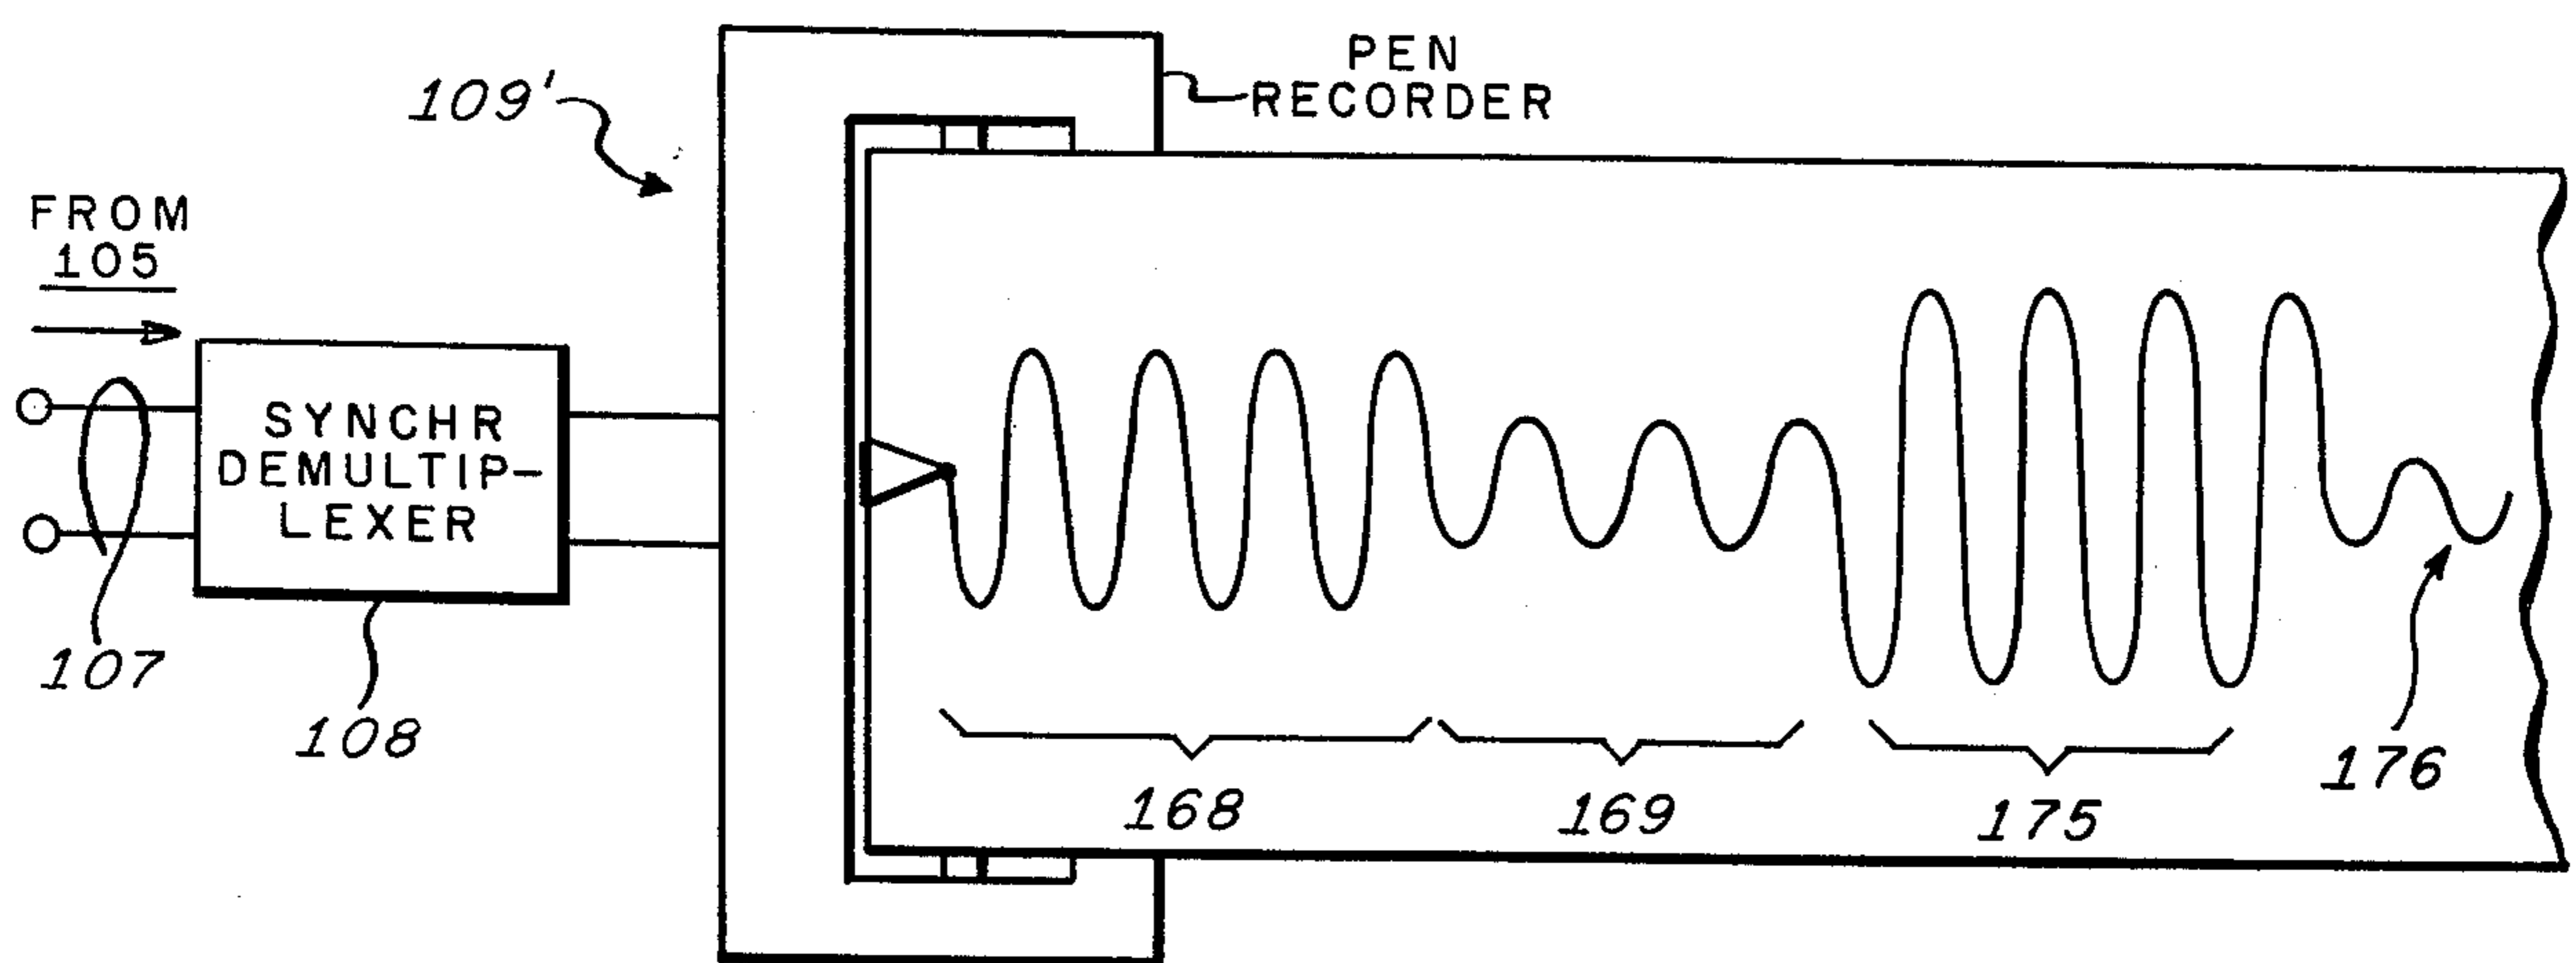 PEN
RECORDER
109'
FROM
105
SYNCHR
DEMULTIP-
LEXER
107
108
168
169
175
176